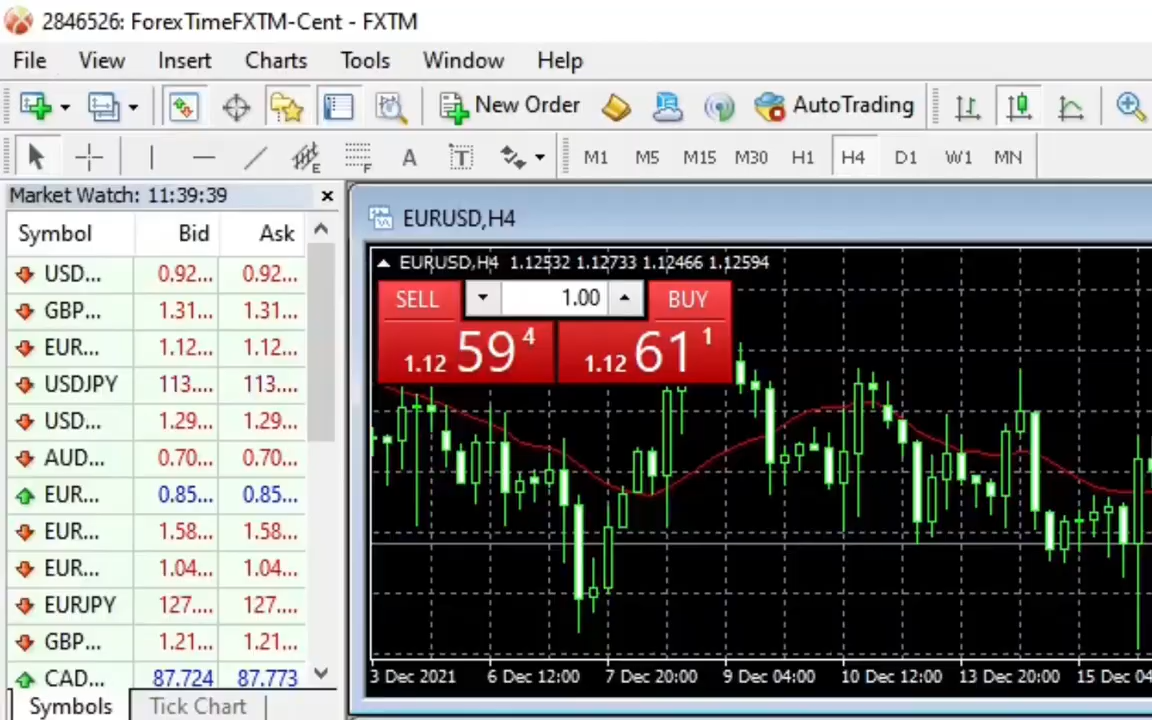 2846526: ForexTimeFXTM-Cent - FXTM
File View Insert Charts Tools Window Help
New Order AutoTrading
A T M1 M5 M15 M30 H1 H4 D1 W1 MN
Market Watch: 11:39:39
Symbol Bid Ask
USD... 0.92... 0.92...
GBP... 1.31... 1.31...
EUR... 1.12... 1.12...
USDJPY 113.... 113....
USD... 1.29... 1.29...
AUD... 0.70... 0.70...
EUR... 0.85... 0.85...
EUR... 1.58... 1.58...
EUR... 1.04... 1.04...
EURJPY 127.... 127....
GBP... 1.21... 1.21...
CAD... 87.724 87.773
Symbols Tick Chart
EURUSD,H4
EURUSD,H4 1.12532 1.12733 1.12466 1.12594
SELL 1.00 BUY
1.12 59 4 1.12 61 1
3 Dec 2021 6 Dec 12:00 7 Dec 20:00 9 Dec 04:00 10 Dec 12:00 13 Dec 20:00 15 Dec 04